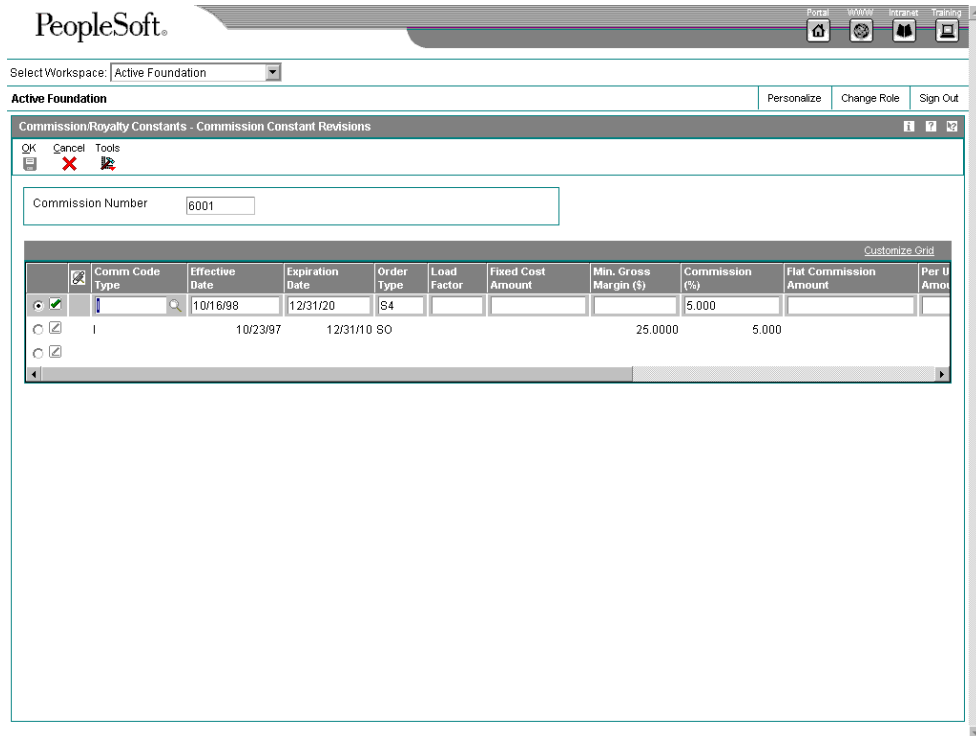 PeopleSoft.
Portal WWW Intranet Training
Select Workspace: Active Foundation
Active Foundation Personalize Change Role Sign Out
Commission/Royalty Constants - Commission Constant Revisions
OK Cancel Tools
Commission Number 6001
Customize Grid
Comm Code Type Effective Date Expiration Date Order Type Load Factor Fixed Cost Amount Min. Gross Margin ($) Commission (%) Flat Commission Amount Per U Amou
I 10/16/98 12/31/20 S4 5.000
I 10/23/97 12/31/10 SO 25.0000 5.000